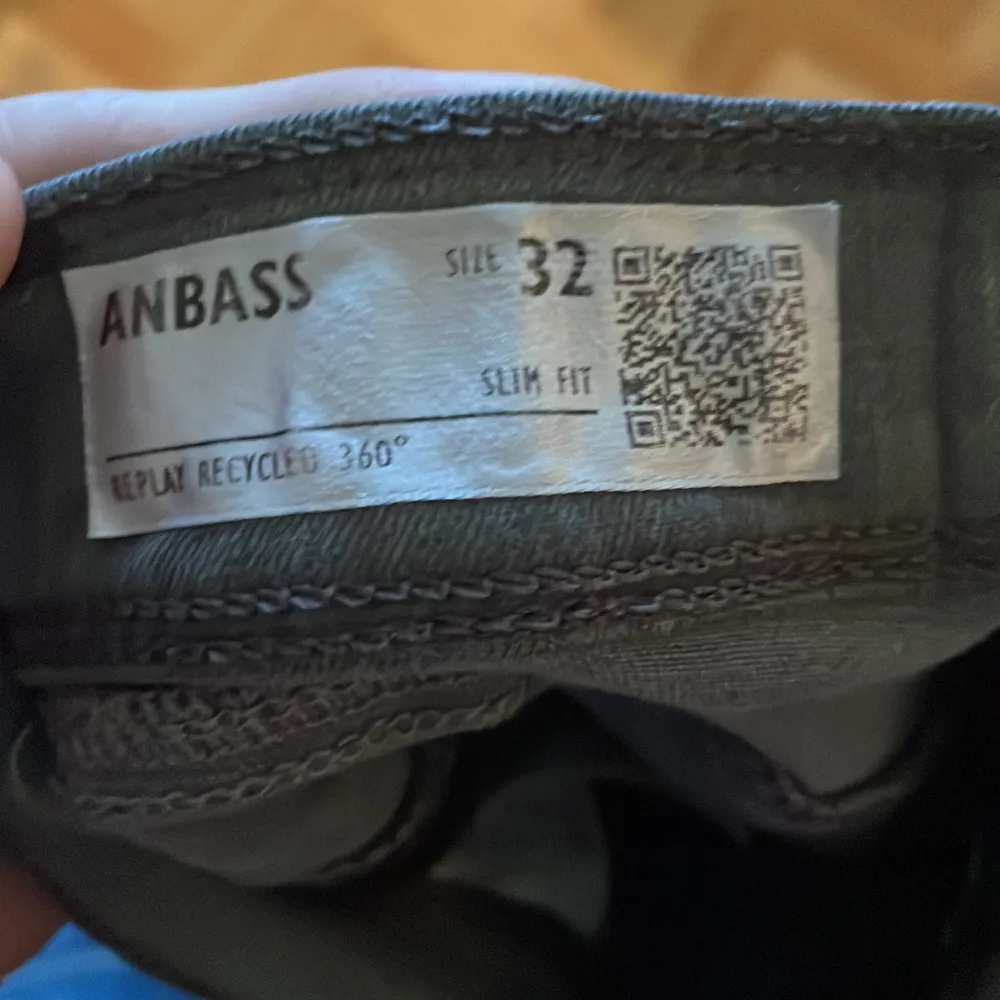 ANBASS
SIZE 32
SLIM FIT
REPLAY RECYCLED 360°